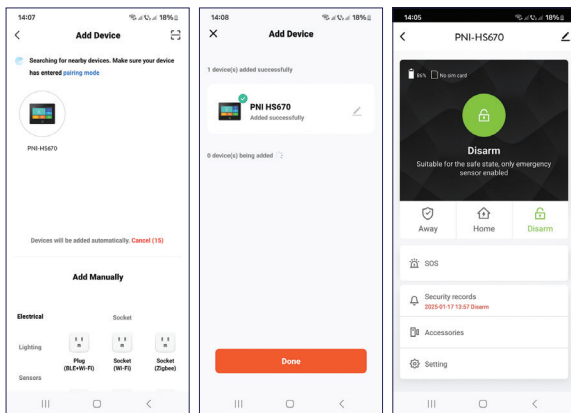 14:07
18%
Add Device
Searching for nearby devices. Make sure your device
has entered pairing mode
PNI-HS670
Devices will be added automatically. Cancel (15)
Add Manually
Electrical
Socket
Lighting
Plug
(BLE+Wi-Fi)
Socket
(Wi-Fi)
Socket
(Zigbee)
Sensors
14:08
18%
Add Device
1 device(s) added successfully
PNI HS670
Added successfully
0 device(s) being added
Done
14:05
18%
PNI-HS670
No sim card
Disarm
Suitable for the safe state, only emergency
sensor enabled
Away
Home
Disarm
SOS
Security records
2025-01-17 13:57 Disarm
Accessories
Setting